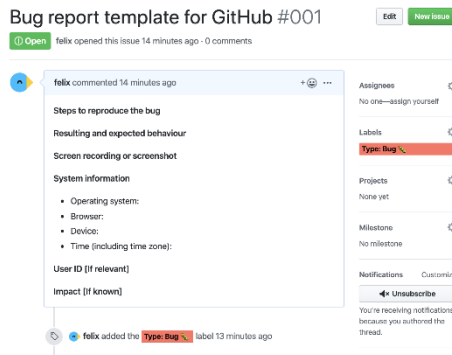 Bug report template for GitHub #001
Edit
New issue
Open
felix opened this issue 14 minutes ago · 0 comments
felix commented 14 minutes ago
Steps to reproduce the bug
Resulting and expected behaviour
Screen recording or screenshot
System information
Operating system:
Browser:
Device:
Time (including time zone):
User ID [If relevant]
Impact [If known]
felix added the Type: Bug label 13 minutes ago
Assignees
No one—assign yourself
Labels
Type: Bug
Projects
None yet
Milestone
No milestone
Notifications
Unsubscribe
You're receiving notifications
because you authored the
thread.